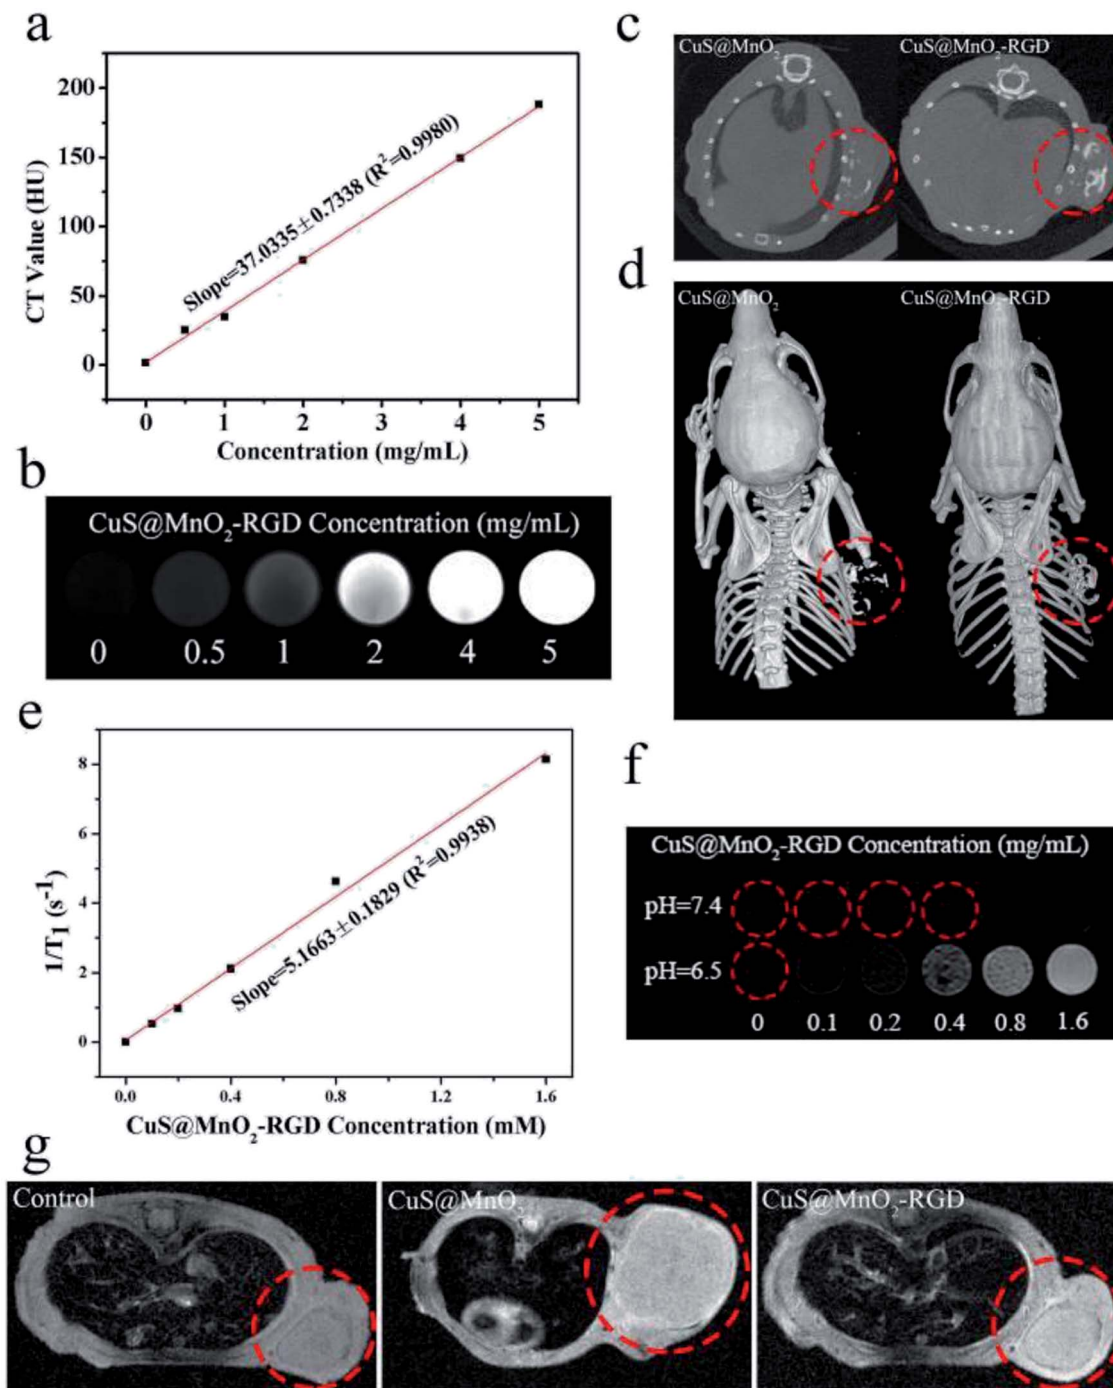 a
CT Value (HU)
200
150
100
50
0
Slope=37.0335±0.7338 (R²=0.9980)
0 1 2 3 4 5
Concentration (mg/mL)
b
CuS@MnO₂-RGD Concentration (mg/mL)
0 0.5 1 2 4 5
c
CuS@MnO₂ CuS@MnO₂-RGD
d
CuS@MnO₂ CuS@MnO₂-RGD
e
1/T₁ (s⁻¹)
8
6
4
2
0
Slope=5.1663±0.1829 (R²=0.9938)
0.0 0.4 0.8 1.2 1.6
CuS@MnO₂-RGD Concentration (mM)
f
CuS@MnO₂-RGD Concentration (mg/mL)
pH=7.4
pH=6.5
0 0.1 0.2 0.4 0.8 1.6
g
Control CuS@MnO₂ CuS@MnO₂-RGD